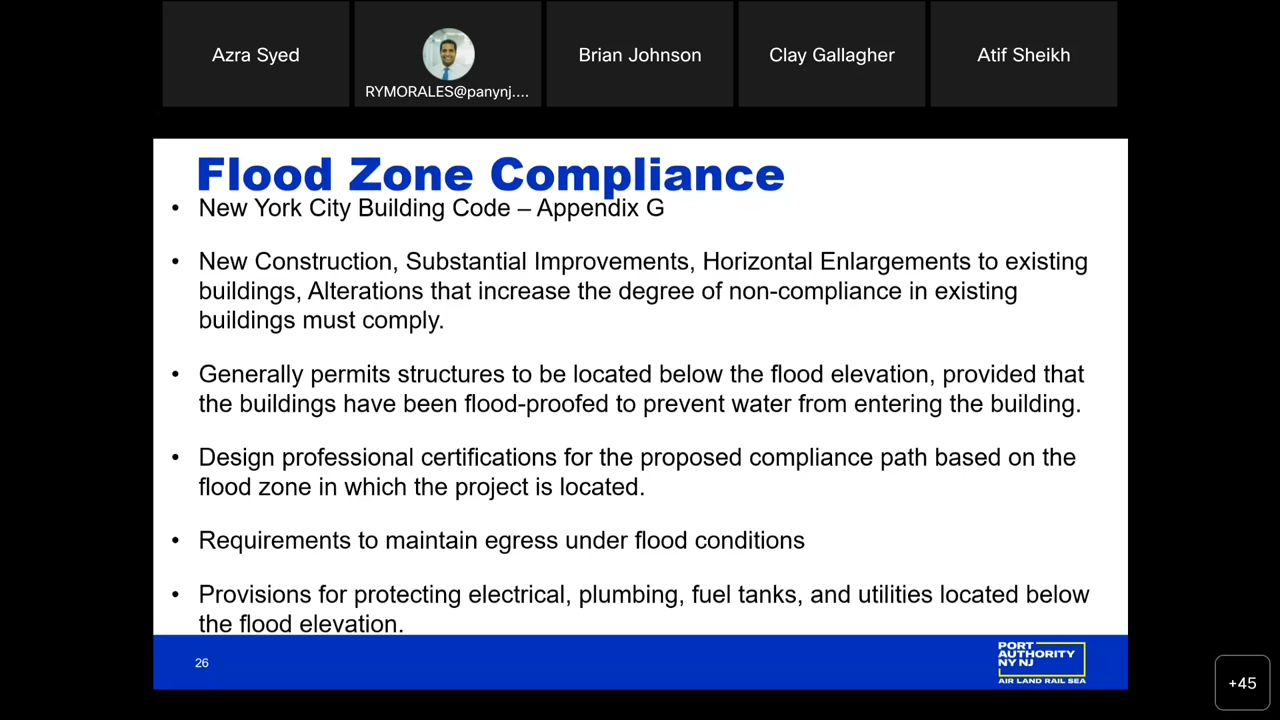 Azra Syed
RYMORALES@panynj....
Brian Johnson
Clay Gallagher
Atif Sheikh
Flood Zone Compliance
• New York City Building Code – Appendix G
• New Construction, Substantial Improvements, Horizontal Enlargements to existing
buildings, Alterations that increase the degree of non-compliance in existing
buildings must comply.
• Generally permits structures to be located below the flood elevation, provided that
the buildings have been flood-proofed to prevent water from entering the building.
• Design professional certifications for the proposed compliance path based on the
flood zone in which the project is located.
• Requirements to maintain egress under flood conditions
• Provisions for protecting electrical, plumbing, fuel tanks, and utilities located below
the flood elevation.
26
PORT
AUTHORITY
NY NJ
AIR LAND RAIL SEA
+45